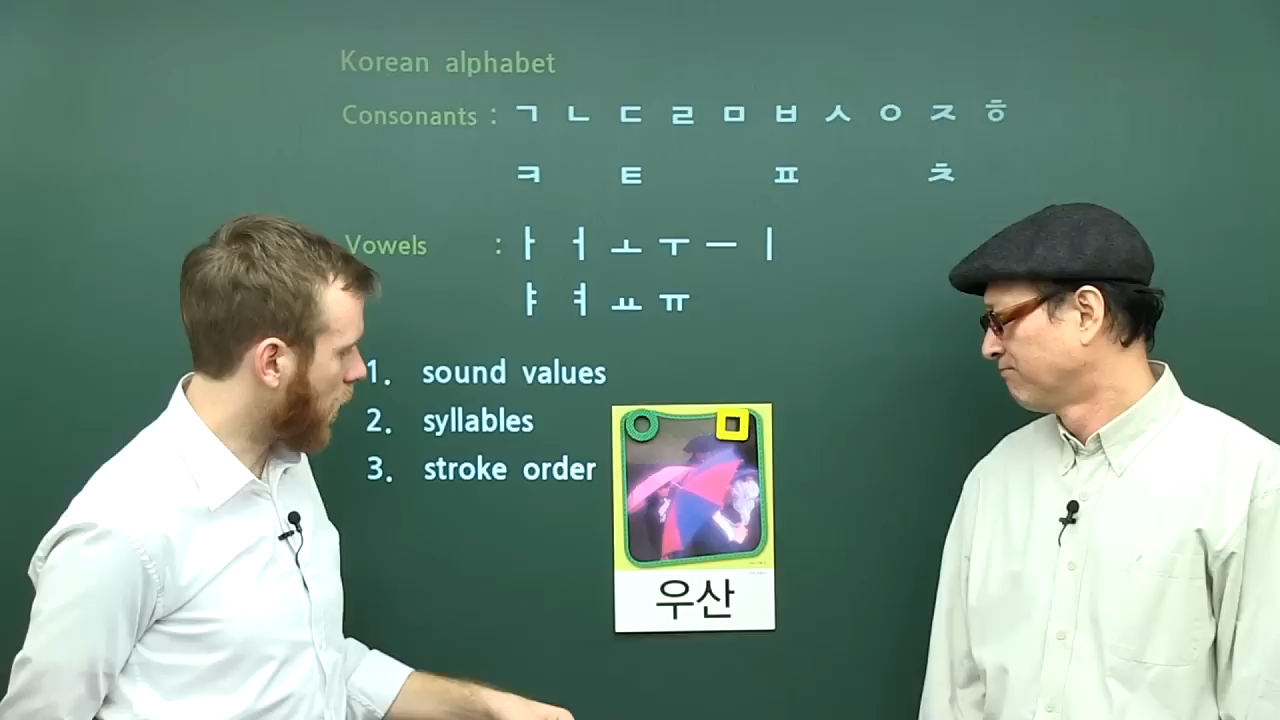 Korean alphabet
Consonants : ㄱ ㄴ ㄷ ㄹ ㅁ ㅂ ㅅ ㅇ ㅈ ㅎ
ㅋ ㅌ ㅍ ㅊ
Vowels : ㅏ ㅓ ㅗ ㅜ ㅡ ㅣ
ㅑ ㅕ ㅛ ㅠ
1. sound values
2. syllables
3. stroke order
우산